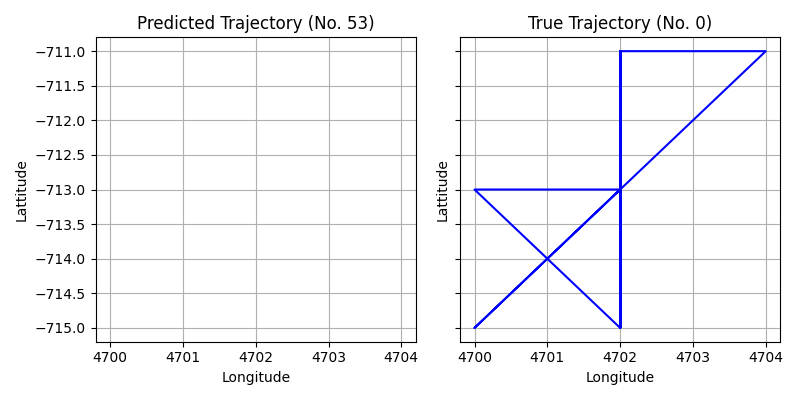 Predicted Trajectory (No. 53)
True Trajectory (No. 0)
−711.0
−711.5
−712.0
−712.5
−713.0
−713.5
−714.0
−714.5
−715.0
Lattitude
Lattitude
4700 4701 4702 4703 4704
4700 4701 4702 4703 4704
Longitude
Longitude